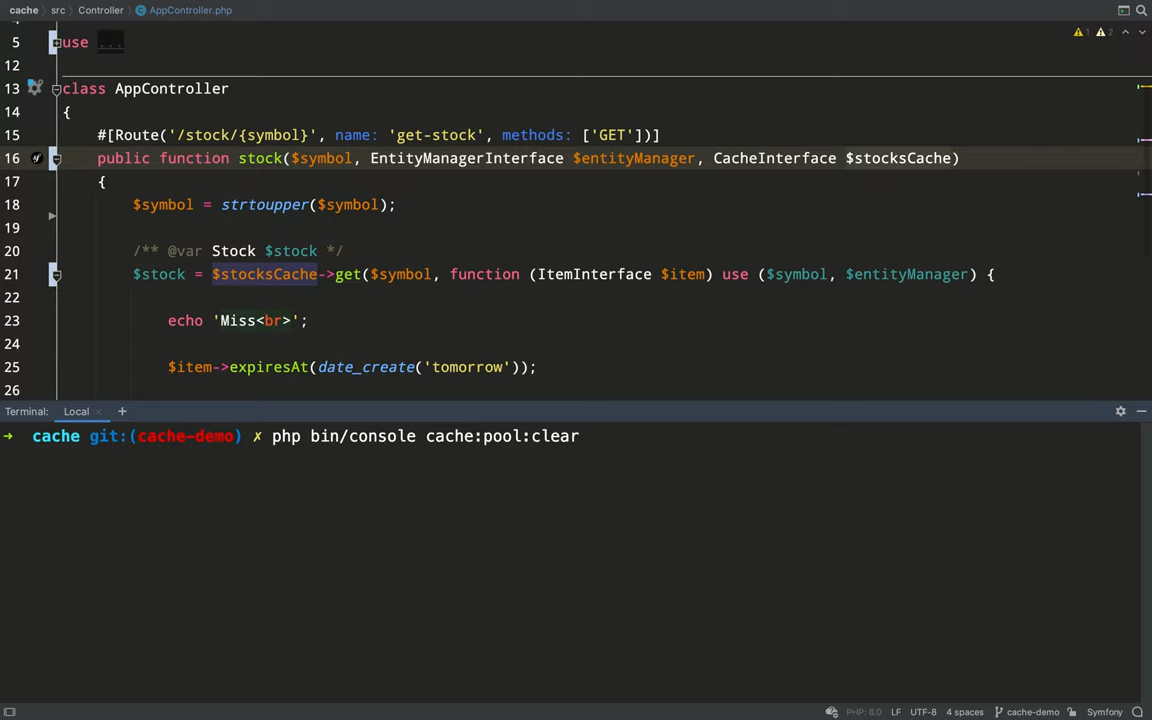 cache src Controller AppController.php
5 use ...
1 2
12
13 class AppController
14 {
15 #[Route('/stock/{symbol}', name: 'get-stock', methods: ['GET'])]
16 public function stock($symbol, EntityManagerInterface $entityManager, CacheInterface $stocksCache)
17 {
18 $symbol = strtoupper($symbol);
19
20 /** @var Stock $stock */
21 $stock = $stocksCache->get($symbol, function (ItemInterface $item) use ($symbol, $entityManager) {
22
23 echo 'Miss<br>';
24
25 $item->expiresAt(date_create('tomorrow'));
26
Terminal: Local × +
➜ cache git:(cache-demo) ✗ php bin/console cache:pool:clear
PHP: 8.0 LF UTF-8 4 spaces cache-demo Symfony